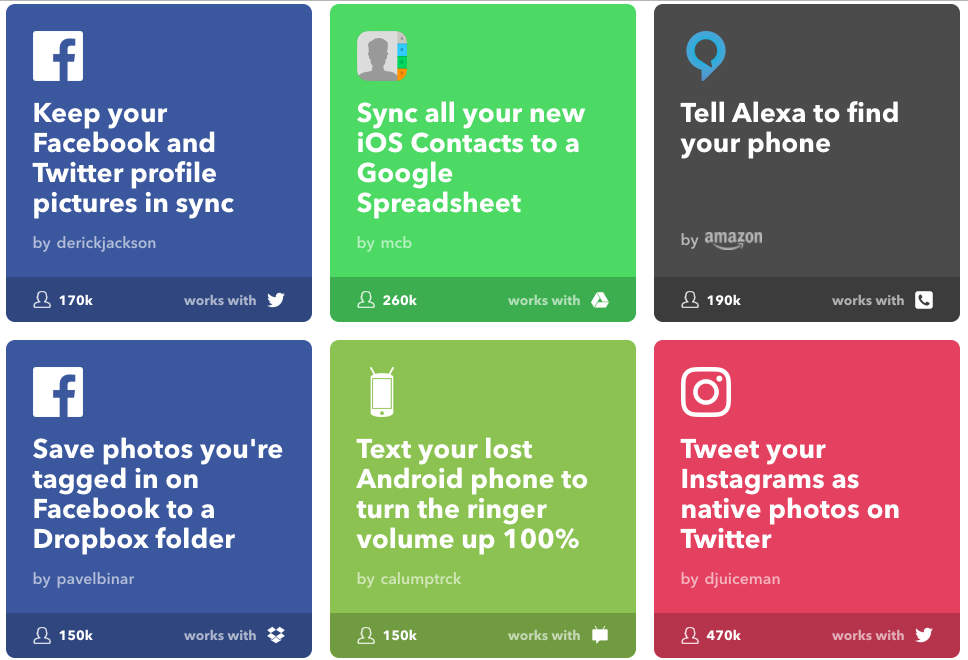 Keep your
Facebook and
Twitter profile
pictures in sync
by derickjackson
170k works with
Sync all your new
iOS Contacts to a
Google
Spreadsheet
by mcb
260k works with
Tell Alexa to find
your phone
by amazon
190k works with
Save photos you're
tagged in on
Facebook to a
Dropbox folder
by pavelbinar
150k works with
Text your lost
Android phone to
turn the ringer
volume up 100%
by calumptrck
150k works with
Tweet your
Instagrams as
native photos on
Twitter
by djuiceman
470k works with